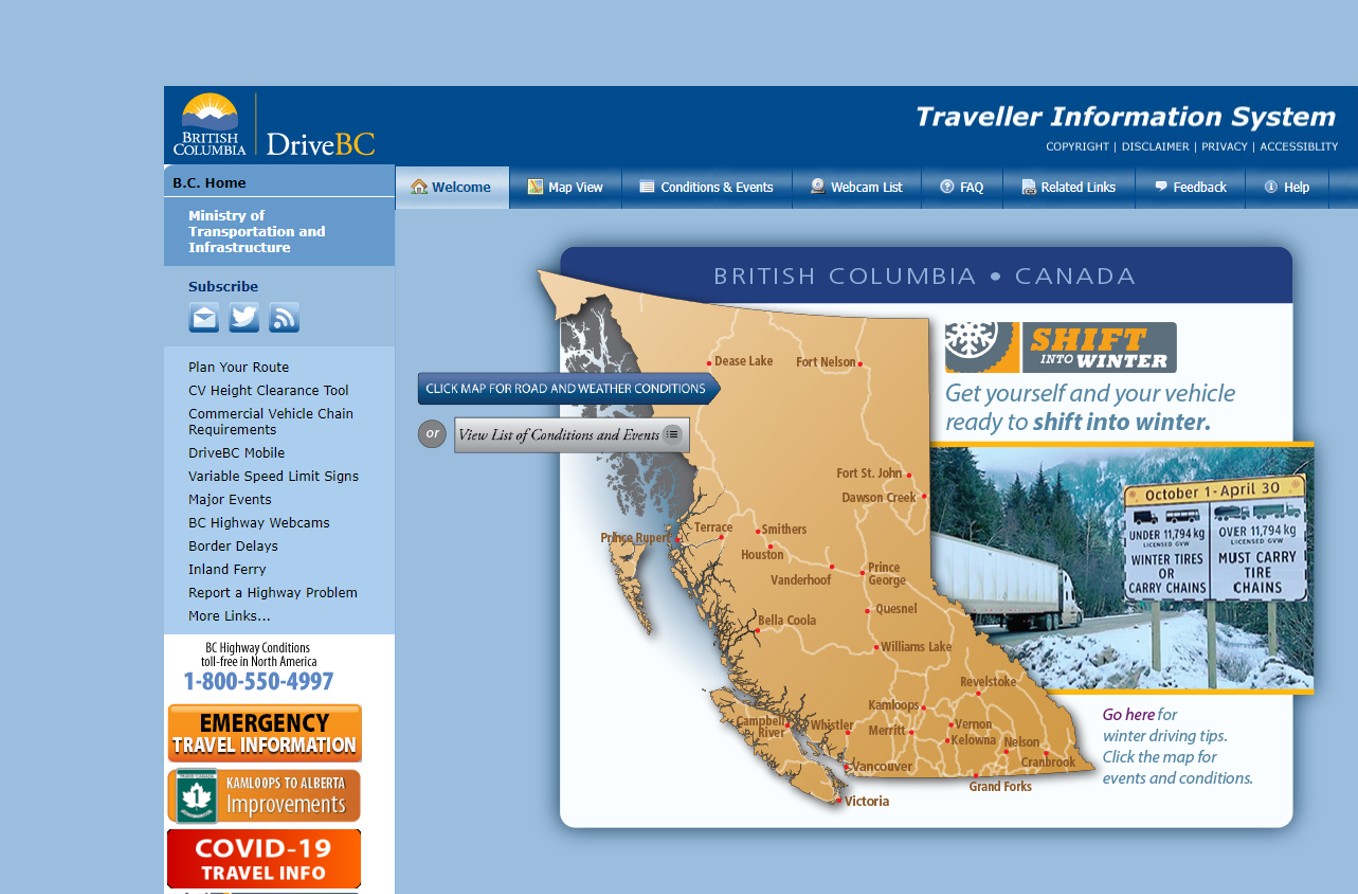 BRITISH
COLUMBIA
DriveBC
Traveller Information System
COPYRIGHT | DISCLAIMER | PRIVACY | ACCESSIBLITY
B.C. Home
Welcome
Map View
Conditions & Events
Webcam List
FAQ
Related Links
Feedback
Help
Ministry of
Transportation and
Infrastructure
Subscribe
Plan Your Route
CV Height Clearance Tool
Commercial Vehicle Chain
Requirements
DriveBC Mobile
Variable Speed Limit Signs
Major Events
BC Highway Webcams
Border Delays
Inland Ferry
Report a Highway Problem
More Links...
BC Highway Conditions
toll-free in North America
1-800-550-4997
EMERGENCY
TRAVEL INFORMATION
1
KAMLOOPS TO ALBERTA
Improvements
COVID-19
TRAVEL INFO
BRITISH COLUMBIA • CANADA
SHIFT
INTO WINTER
Get yourself and your vehicle
ready to shift into winter.
CLICK MAP FOR ROAD AND WEATHER CONDITIONS
or
View List of Conditions and Events
Dease Lake
Fort Nelson
Fort St. John
Dawson Creek
Prince Rupert
Terrace
Smithers
Houston
Vanderhoof
Prince
George
Quesnel
Bella Coola
Williams Lake
Revelstoke
Kamloops
Campbell
River
Whistler
Merritt
Vernon
Kelowna
Nelson
Cranbrook
Vancouver
Grand Forks
Victoria
October 1 - April 30
UNDER 11,794 kg
LICENSED GVW
WINTER TIRES
OR
CARRY CHAINS
OVER 11,794 kg
LICENSED GVW
MUST CARRY
TIRE
CHAINS
Go here for
winter driving tips.
Click the map for
events and conditions.